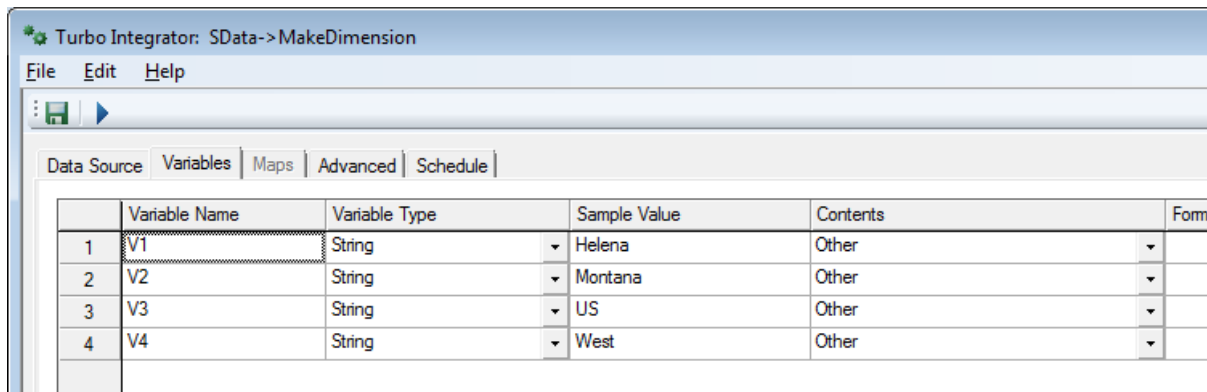 Turbo Integrator: SData->MakeDimension
File Edit Help
Data Source Variables Maps Advanced Schedule
Variable Name Variable Type Sample Value Contents Form
1 V1 String Helena Other
2 V2 String Montana Other
3 V3 String US Other
4 V4 String West Other